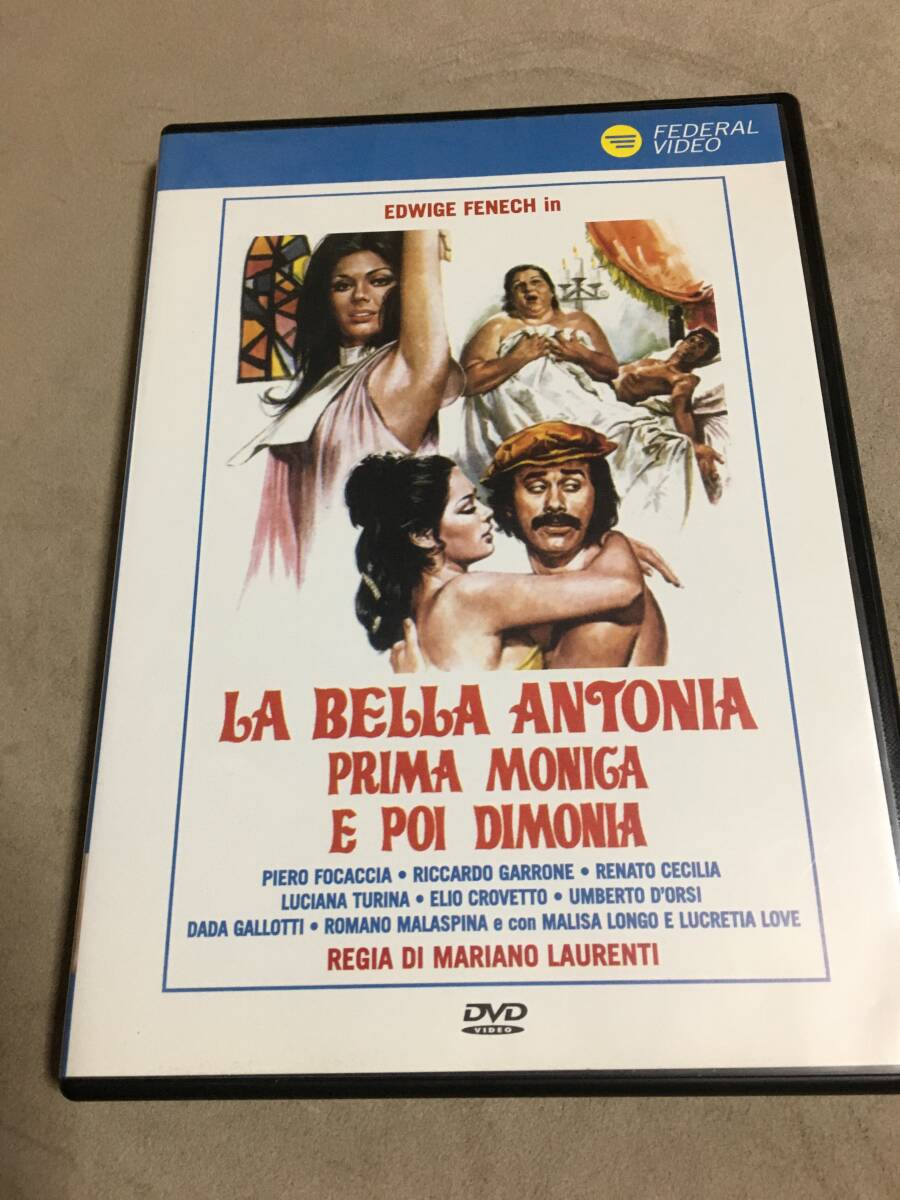 FEDERAL
VIDEO
EDWIGE FENECH in
LA BELLA ANTONIA
PRIMA MONICA
E POI DIMONIA
PIERO FOCACCIA • RICCARDO GARRONE • RENATO CECILIA
LUCIANA TURINA • ELIO CROVETTO • UMBERTO D'ORSI
DADA GALLOTTI • ROMANO MALASPINA e con MALISA LONGO E LUCRETIA LOVE
REGIA DI MARIANO LAURENTI
DVD
VIDEO